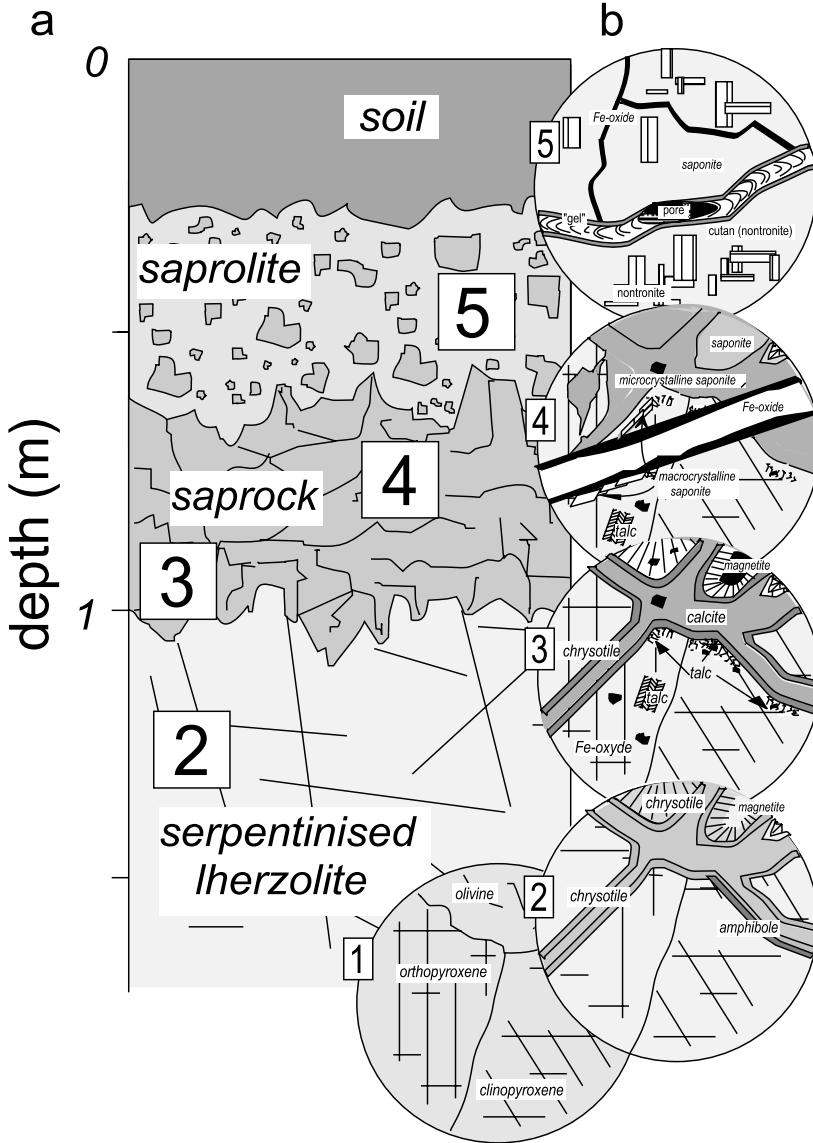 a
b
0
soil
saprolite
5
saprock
4
depth (m)
3
1
2
serpentinised
lherzolite
5
Fe-oxide
saponite
"gel"
pore
cutan (nontronite)
nontronite
4
saponite
microcrystalline saponite
Fe-oxide
macrocrystalline
saponite
talc
3
magnetite
calcite
chrysotile
talc
talc
Fe-oxyde
2
chrysotile
magnetite
chrysotile
amphibole
1
olivine
orthopyroxene
clinopyroxene